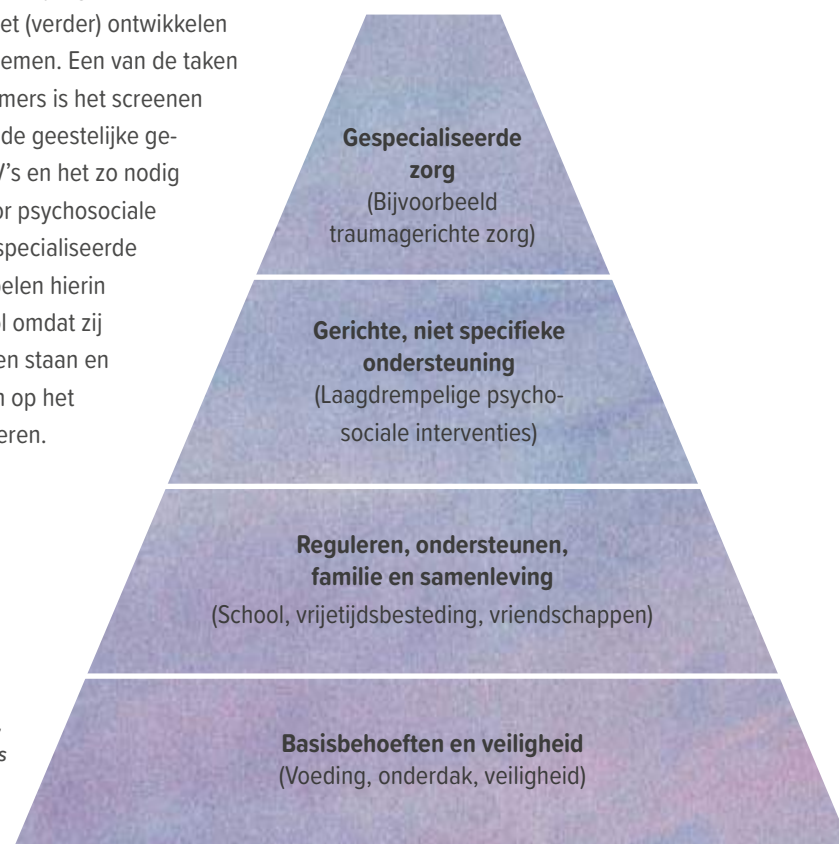 et (verder) ontwikkelen
emen. Een van de taken
mers is het screenen
de geestelijke ge-
V’s en het zo nodig
or psychosociale
specialiseerde
elen hierin
ol omdat zij
en staan en
n op het
eren.
s
Gespecialiseerde
zorg
(Bijvoorbeeld
traumagerichte zorg)
Gerichte, niet specifieke
ondersteuning
(Laagdrempelige psycho-
sociale interventies)
Reguleren, ondersteunen,
familie en samenleving
(School, vrijetijdsbesteding, vriendschappen)
Basisbehoeften en veiligheid
(Voeding, onderdak, veiligheid)